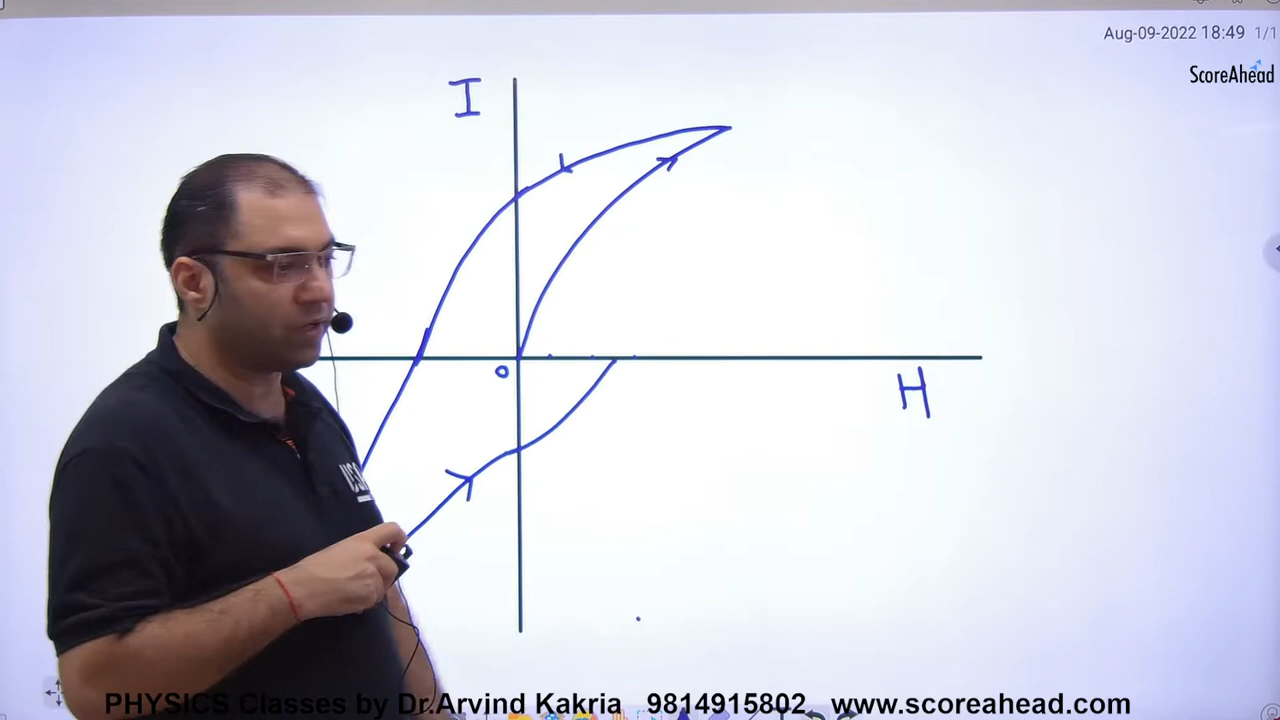 Aug-09-2022 18:49 1/1
ScoreAhead
I
o
H
PHYSICS Classes by Dr.Arvind Kakria 9814915802 www.scoreahead.com